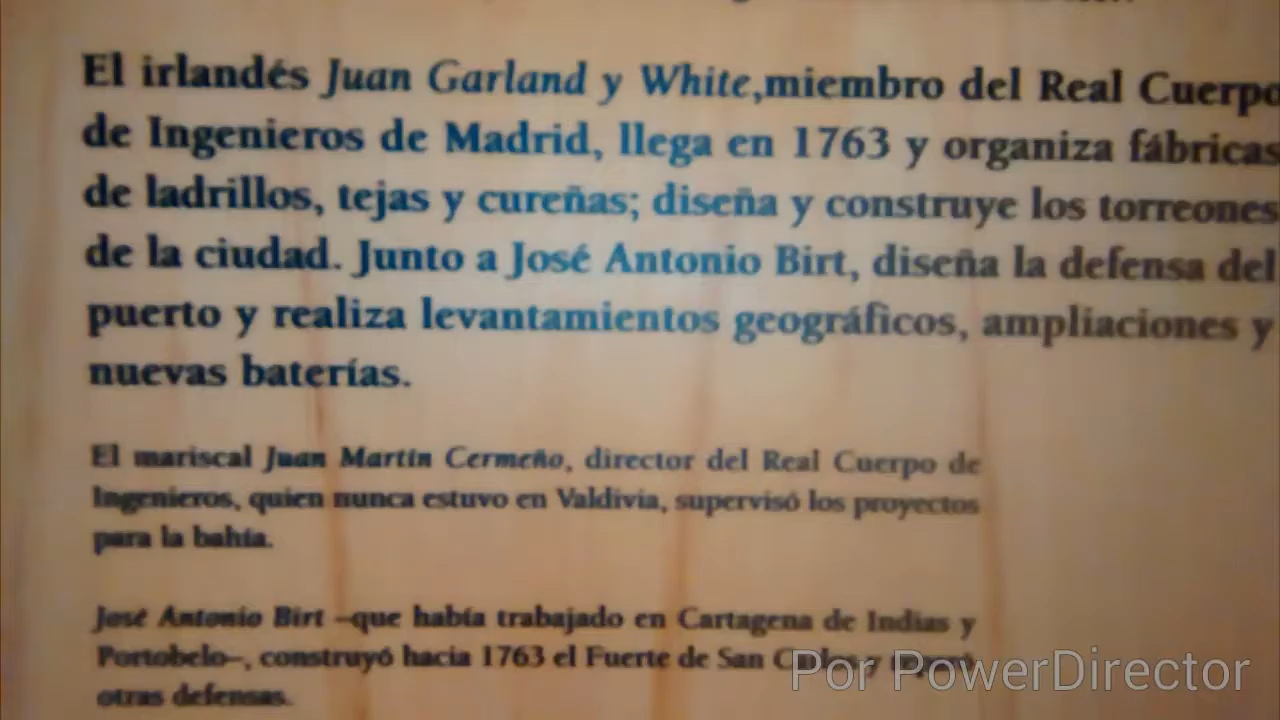 El irlandés Juan Garland y White,miembro del Real Cuerpo
de Ingenieros de Madrid, llega en 1763 y organiza fábricas
de ladrillos, tejas y cureñas; diseña y construye los torreones
de la ciudad. Junto a José Antonio Birt, diseña la defensa del
puerto y realiza levantamientos geográficos, ampliaciones y
nuevas baterías.
El mariscal Juan Martín Cermeño, director del Real Cuerpo de
Ingenieros, quien nunca estuvo en Valdivia, supervisó los proyectos
para la bahía.
José Antonio Birt –que había trabajado en Cartagena de Indias y
Portobelo–, construyó hacia 1763 el Fuerte de San Carlos y
otras defensas.
Por PowerDirector